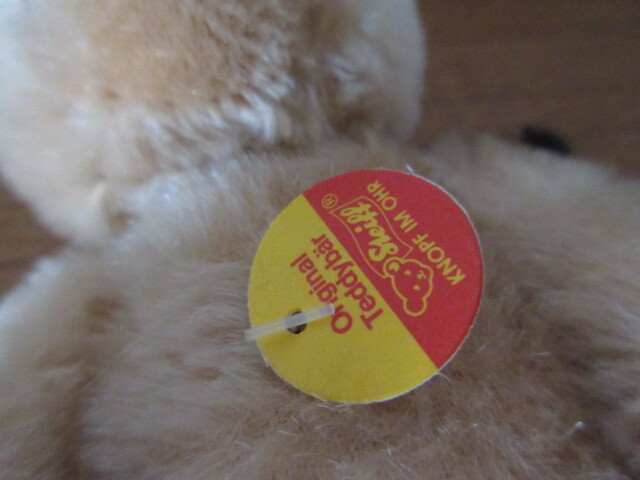 Steiff ®
KNOPF IM OHR
Original
Teddybär